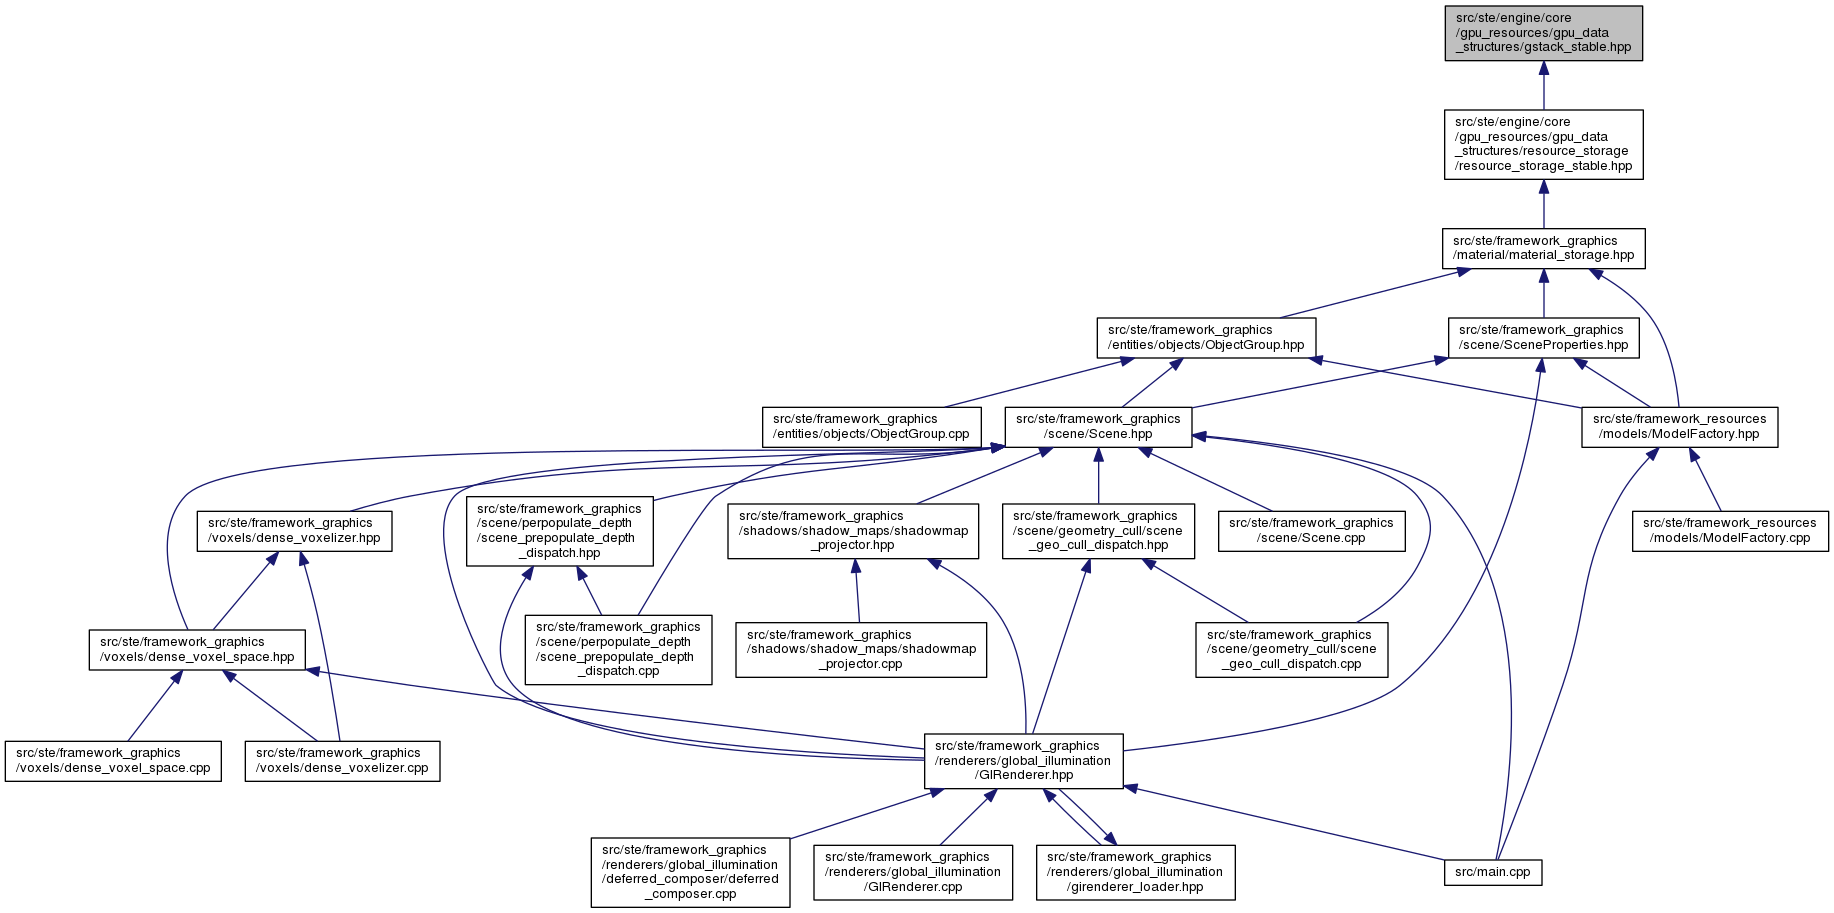 src/ste/engine/core
/gpu_resources/gpu_data
_structures/gstack_stable.hpp
src/ste/engine/core
/gpu_resources/gpu_data
_structures/resource_storage
/resource_storage_stable.hpp
src/ste/framework_graphics
/material/material_storage.hpp
src/ste/framework_graphics
/entities/objects/ObjectGroup.hpp
src/ste/framework_graphics
/scene/SceneProperties.hpp
src/ste/framework_graphics
/entities/objects/ObjectGroup.cpp
src/ste/framework_graphics
/scene/Scene.hpp
src/ste/framework_resources
/models/ModelFactory.hpp
src/ste/framework_graphics
/voxels/dense_voxelizer.hpp
src/ste/framework_graphics
/scene/perpopulate_depth
/scene_prepopulate_depth
_dispatch.hpp
src/ste/framework_graphics
/shadows/shadow_maps/shadowmap
_projector.hpp
src/ste/framework_graphics
/scene/geometry_cull/scene
_geo_cull_dispatch.hpp
src/ste/framework_graphics
/scene/Scene.cpp
src/ste/framework_resources
/models/ModelFactory.cpp
src/ste/framework_graphics
/voxels/dense_voxel_space.hpp
src/ste/framework_graphics
/scene/perpopulate_depth
/scene_prepopulate_depth
_dispatch.cpp
src/ste/framework_graphics
/shadows/shadow_maps/shadowmap
_projector.cpp
src/ste/framework_graphics
/scene/geometry_cull/scene
_geo_cull_dispatch.cpp
src/ste/framework_graphics
/voxels/dense_voxel_space.cpp
src/ste/framework_graphics
/voxels/dense_voxelizer.cpp
src/ste/framework_graphics
/renderers/global_illumination
/GIRenderer.hpp
src/ste/framework_graphics
/renderers/global_illumination
/deferred_composer/deferred
_composer.cpp
src/ste/framework_graphics
/renderers/global_illumination
/GIRenderer.cpp
src/ste/framework_graphics
/renderers/global_illumination
/girenderer_loader.hpp
src/main.cpp